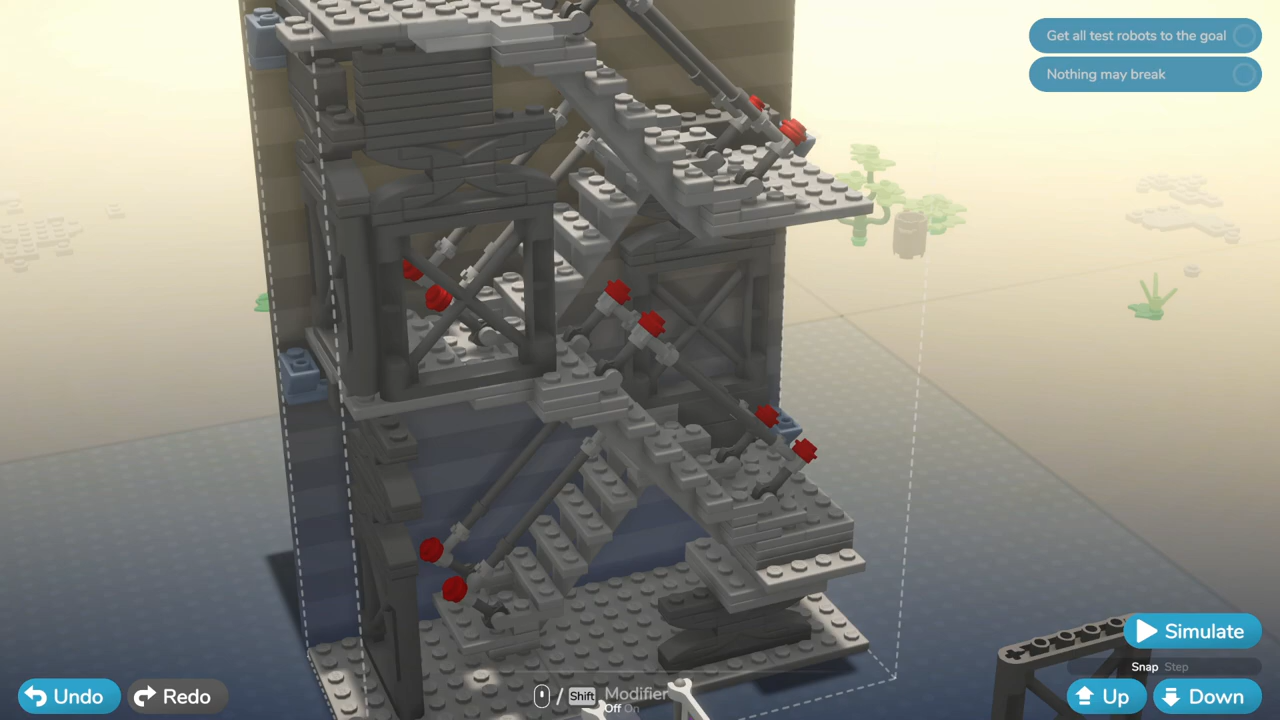 Get all test robots to the goal
Nothing may break
Simulate
Snap Step
Undo
Redo
/ Shift Modifier
Off On
Up
Down